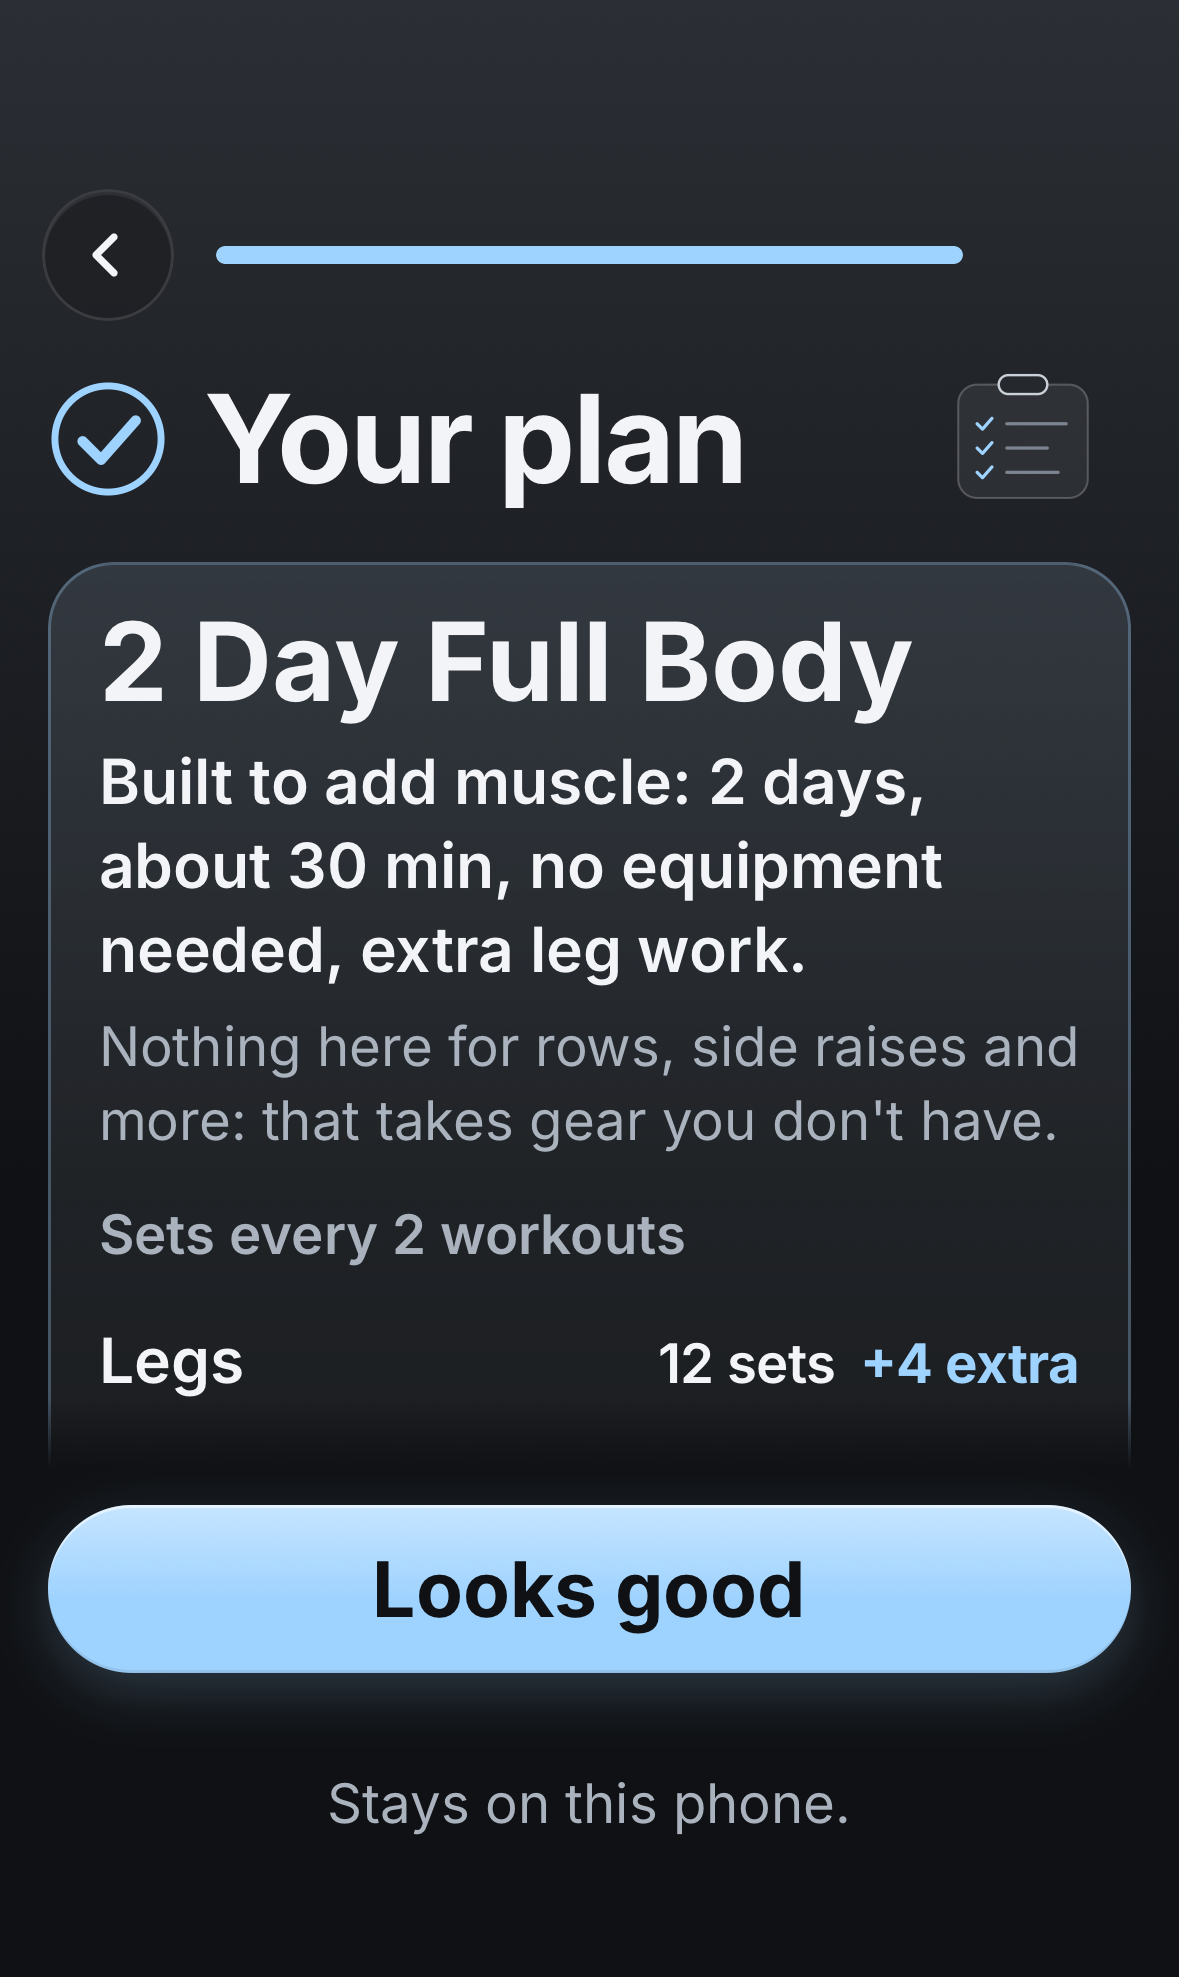 Your plan
2 Day Full Body
Built to add muscle: 2 days,
about 30 min, no equipment
needed, extra leg work.
Nothing here for rows, side raises and
more: that takes gear you don't have.
Sets every 2 workouts
Legs 12 sets +4 extra
Looks good
Stays on this phone.